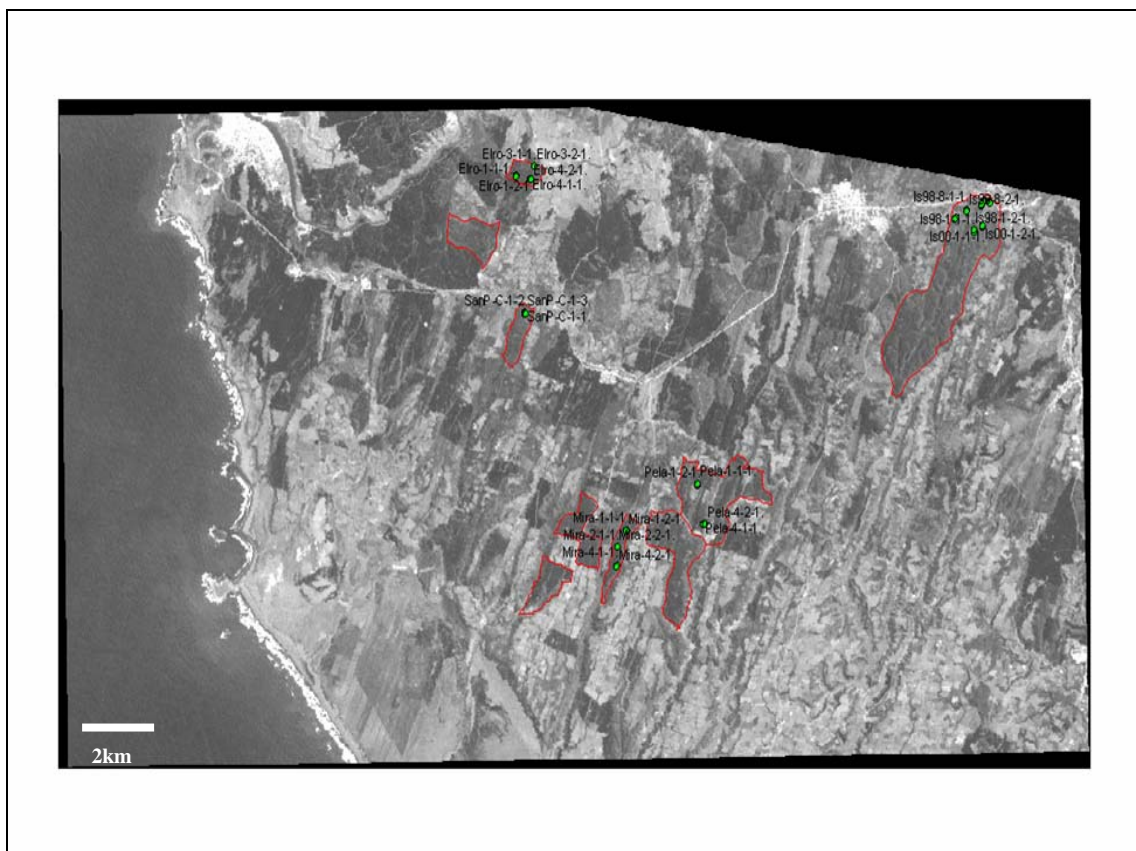 Elro-3-1-1. Elro-3-2-1.
Elro-1-1-1. Elro-4-2-1.
Elro-1-2-1. Elro-4-1-1.
Is98-8-1-1. Is98-8-2-1.
Is98-1-1-1. Is98-1-2-1.
Is00-1-1-1. Is00-1-2-1.
SanP-C-1-2. SanP-C-1-3.
SanP-C-1-1.
Pela-1-2-1. Pela-1-1-1.
Pela-4-2-1.
Pela-4-1-1.
Mira-1-1-1. Mira-1-2-1.
Mira-2-1-1. Mira-2-2-1.
Mira-4-1-1. Mira-4-2-1.
2km